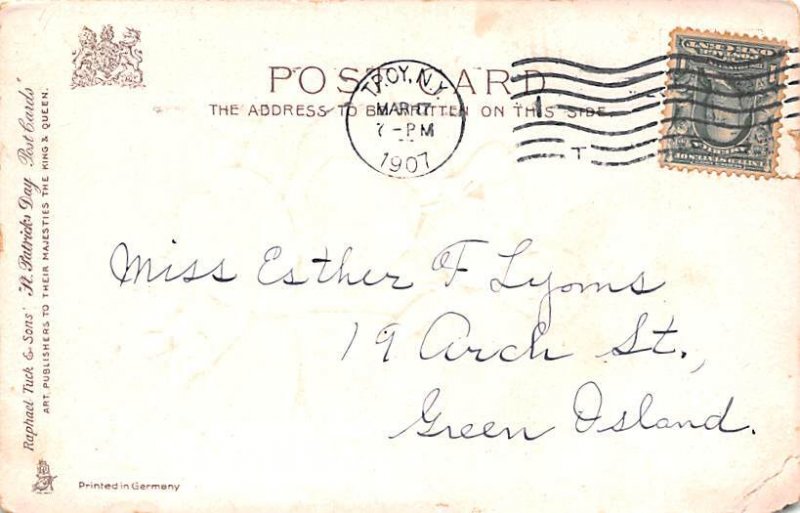 POST CARD
THE ADDRESS TO BE WRITTEN ON THIS SIDE.
TROY, N.Y.
MAR 17
7-PM
1907
1
T
Miss Esther F Lyons
19 Arch St.,
Green Island.
Raphael Tuck & Sons' "St. Patrick's Day Post Cards"
ART PUBLISHERS TO THEIR MAJESTIES THE KING & QUEEN.
Printed in Germany